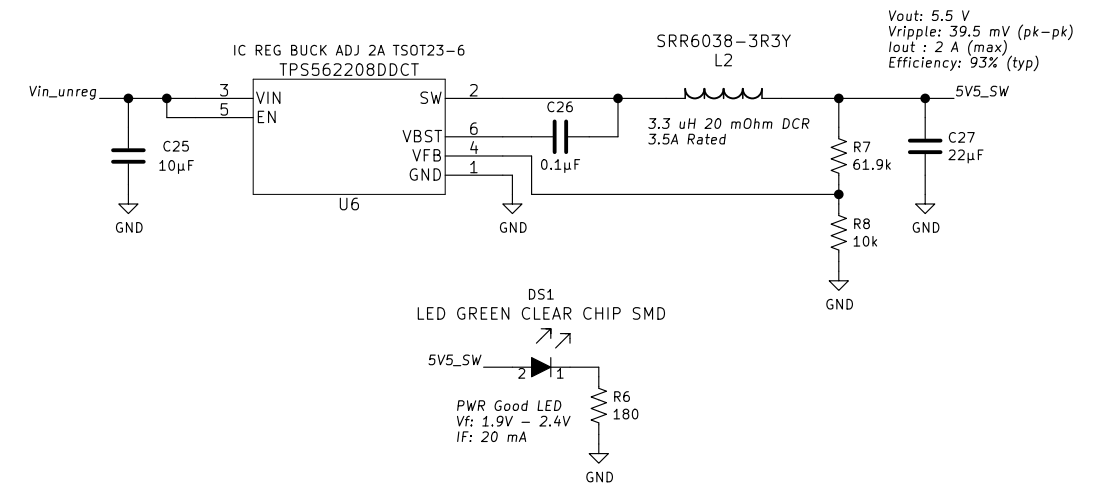 Vout: 5.5 V
Vripple: 39.5 mV (pk-pk)
Iout : 2 A (max)
Efficiency: 93% (typ)
IC REG BUCK ADJ 2A TSOT23-6
TPS562208DDCT
SRR6038-3R3Y
L2
Vin_unreg
3
VIN
5
EN
SW
2
VBST
6
VFB
4
GND
1
U6
C25
10µF
GND
C26
0.1µF
GND
3.3 uH 20 mOhm DCR
3.5A Rated
5V5_SW
R7
61.9k
R8
10k
GND
C27
22µF
GND
DS1
LED GREEN CLEAR CHIP SMD
5V5_SW
2
1
PWR Good LED
Vf: 1.9V - 2.4V
IF: 20 mA
R6
180
GND